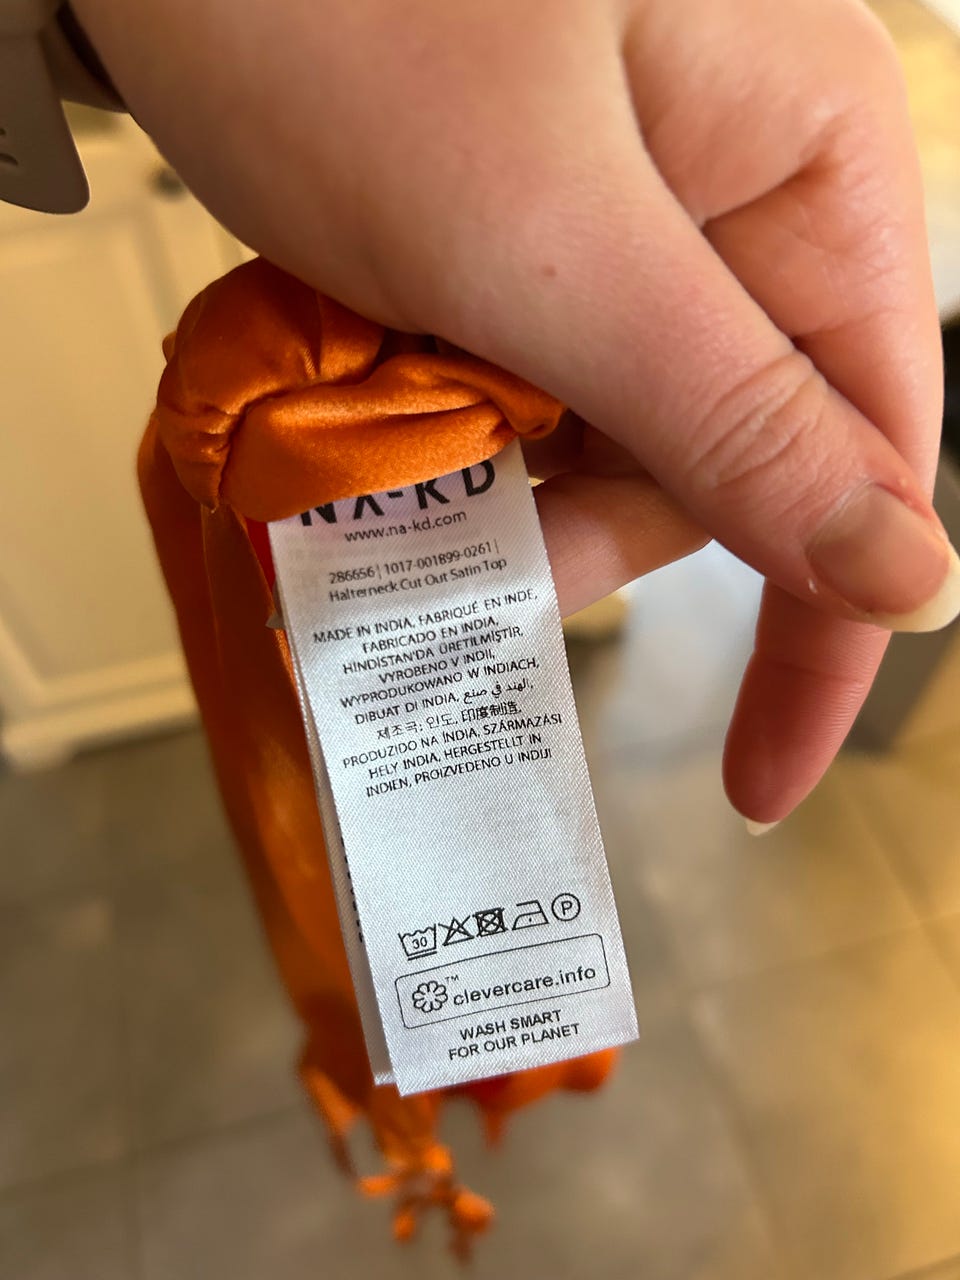 NA-KD
www.na-kd.com
286656 | 1017-001899-0261 |
Halterneck Cut Out Satin Top
MADE IN INDIA, FABRIQUÉ EN INDE,
FABRICADO EN INDIA,
HİNDİSTAN'DA ÜRETİLMİŞTİR,
VYROBENO V INDII,
WYPRODUKOWANO W INDIACH,
DIBUAT DI INDIA, الهند في صنع,
제조국: 인도, 印度制造,
PRODUZIDO NA ÍNDIA, SZÁRMAZÁSI
HELY INDIA, HERGESTELLT IN
INDIEN, PROIZVEDENO U INDIJI
30 P
TM
clevercare.info
WASH SMART
FOR OUR PLANET